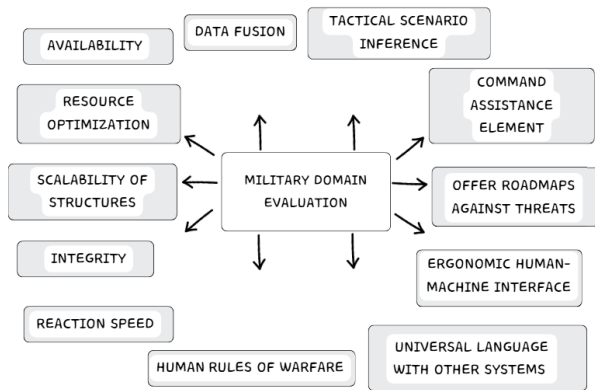 AVAILABILITY
DATA FUSION
TACTICAL SCENARIO
INFERENCE
RESOURCE
OPTIMIZATION
COMMAND
ASSISTANCE
ELEMENT
SCALABILITY OF
STRUCTURES
MILITARY DOMAIN
EVALUATION
OFFER ROADMAPS
AGAINST THREATS
INTEGRITY
ERGONOMIC HUMAN-
MACHINE INTERFACE
REACTION SPEED
HUMAN RULES OF WARFARE
UNIVERSAL LANGUAGE
WITH OTHER SYSTEMS